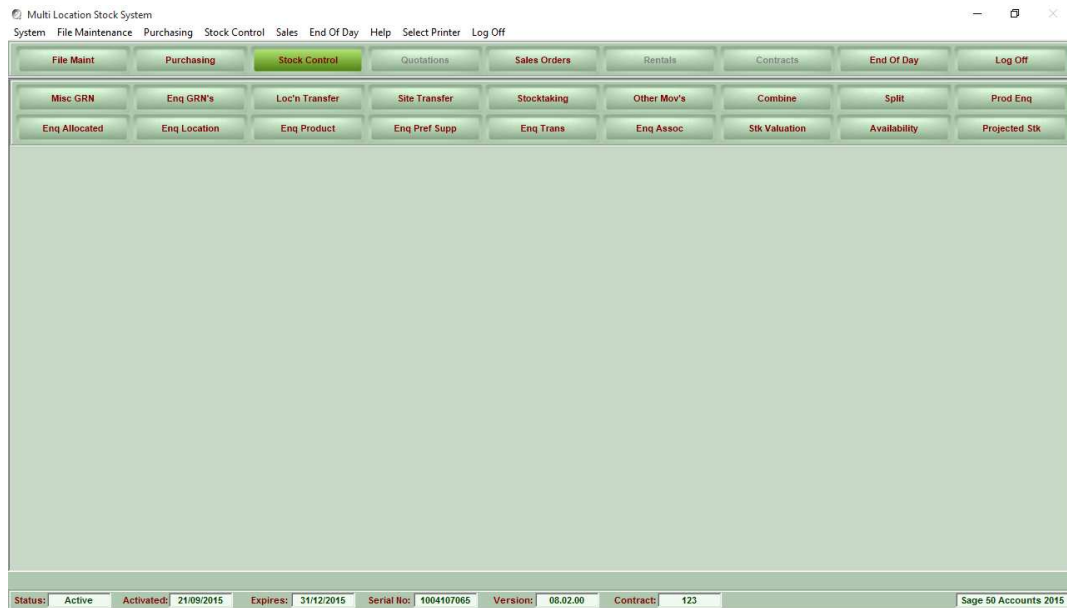 Multi Location Stock System
System File Maintenance Purchasing Stock Control Sales End Of Day Help Select Printer Log Off
File Maint Purchasing Stock Control Quotations Sales Orders Rentals Contracts End Of Day Log Off
Misc GRN Enq GRN's Loc'n Transfer Site Transfer Stocktaking Other Mov's Combine Split Prod Enq
Enq Allocated Enq Location Enq Product Enq Pref Supp Enq Trans Enq Assoc Stk Valuation Availability Projected Stk
Status: Active Activated: 21/09/2015 Expires: 31/12/2015 Serial No: 1004107065 Version: 08.02.00 Contract: 123 Sage 50 Accounts 2015